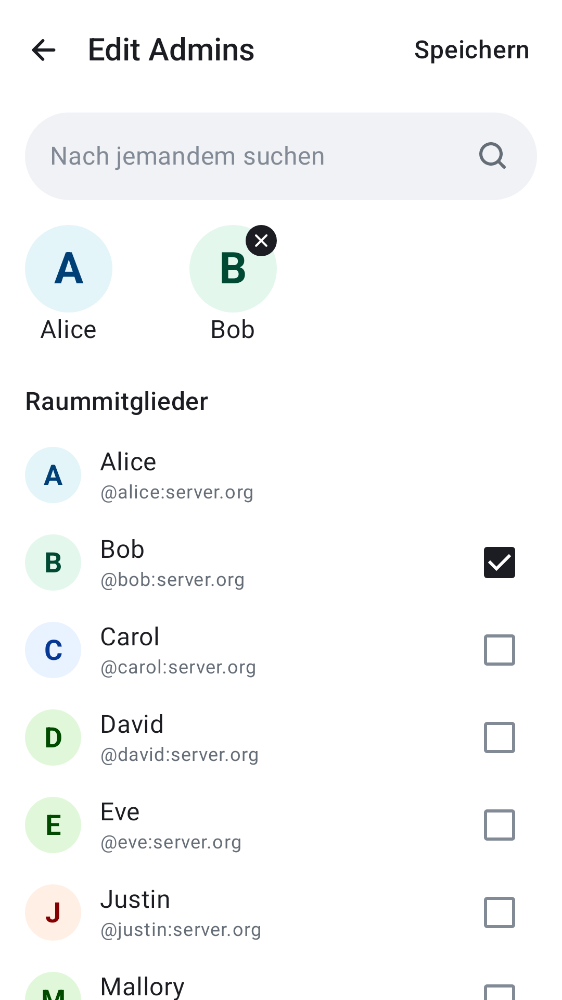 Edit Admins
Speichern
Nach jemandem suchen
A
B
Alice
Bob
Raummitglieder
A
Alice
@alice:server.org
B
Bob
@bob:server.org
C
Carol
@carol:server.org
D
David
@david:server.org
E
Eve
@eve:server.org
J
Justin
@justin:server.org
M
Mallory